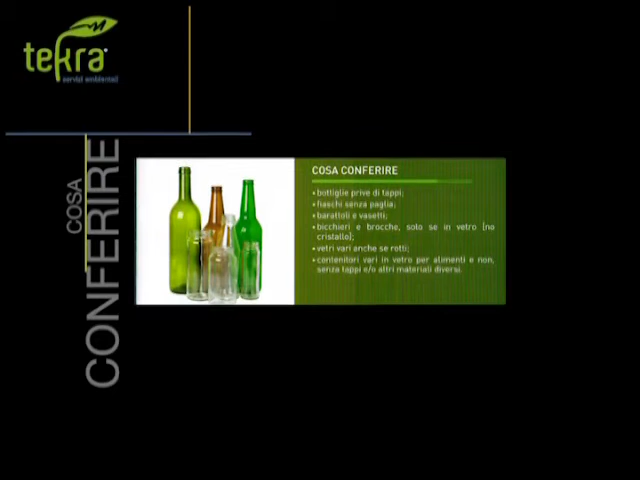 tekra
servizi ambientali
COSA
CONFERIRE
COSA CONFERIRE
• bottiglie prive di tappi;
• fiaschi senza paglia;
• barattoli e vasetti;
• bicchieri e brocche, solo se in vetro (no
cristallo);
• vetri vari anche se rotti;
• contenitori vari in vetro per alimenti e non,
senza tappi e/o altri materiali diversi.